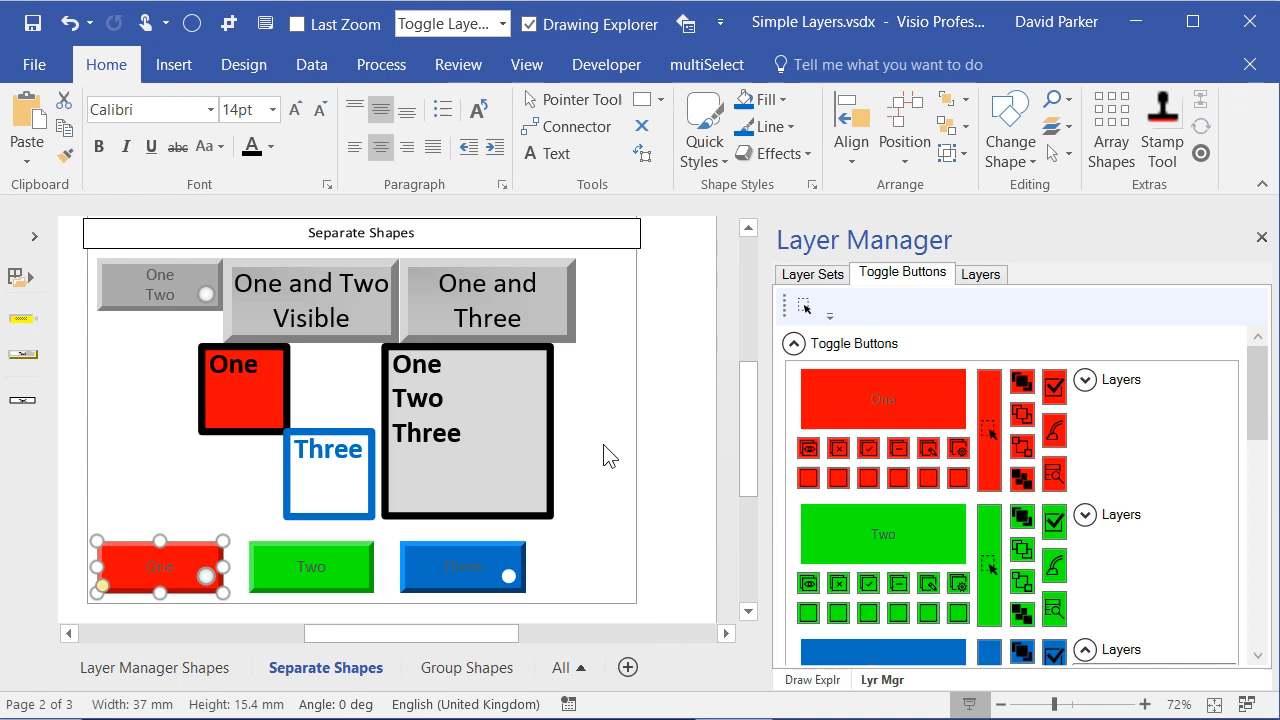 Last Zoom
Toggle Laye...
Drawing Explorer
Simple Layers.vsdx - Visio Profes...
David Parker
File
Home
Insert
Design
Data
Process
Review
View
Developer
multiSelect
Tell me what you want to do
Paste
Clipboard
Calibri
14pt
B I U abc Aa A
Font
Paragraph
Pointer Tool
Connector
A Text
Tools
Quick
Styles
Fill
Line
Effects
Shape Styles
Align
Position
Arrange
Change
Shape
Editing
Array
Shapes
Stamp
Tool
Extras
Separate Shapes
One
Two
One and Two
Visible
One and
Three
One
Three
One
Two
Three
One
Two
Three
Layer Manager Shapes
Separate Shapes
Group Shapes
All
Layer Manager
Layer Sets
Toggle Buttons
Layers
Toggle Buttons
One
Layers
Two
Layers
Layers
Draw Explr
Lyr Mgr
Page 2 of 3
Width: 37 mm
Angle: 0 deg
English (United Kingdom)
72%